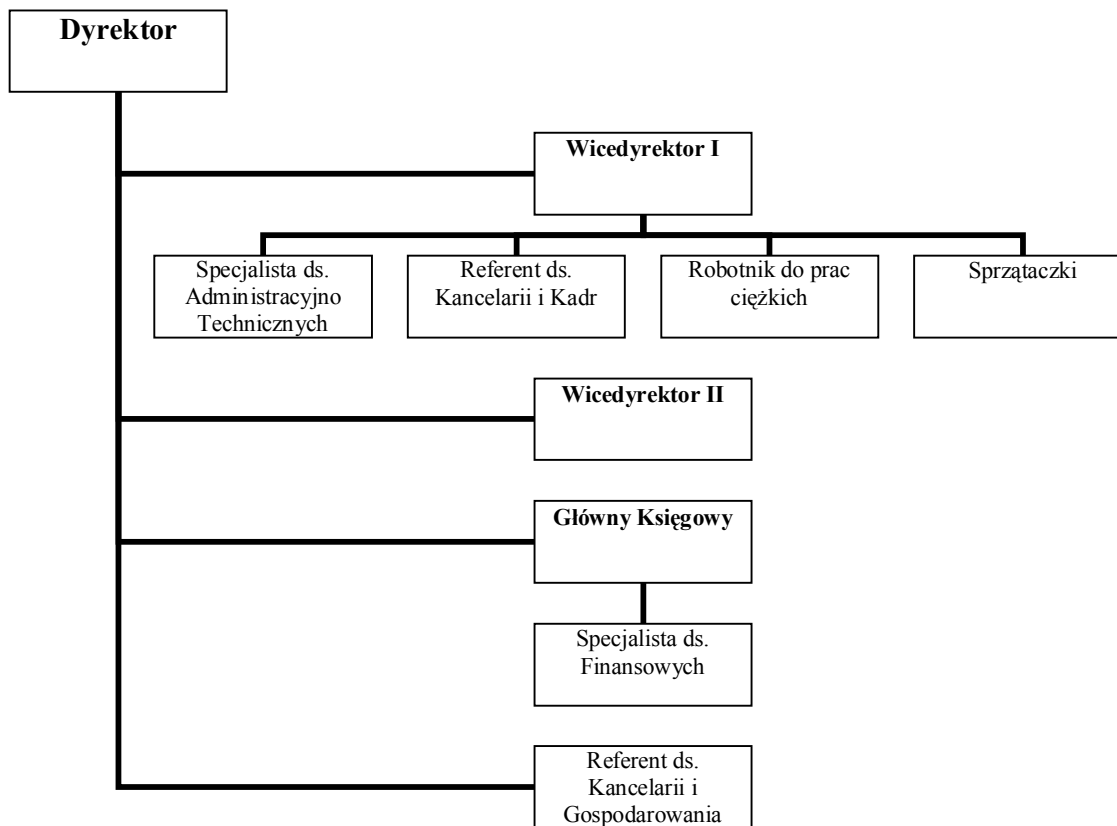 Dyrektor
Wicedyrektor I
Specjalista ds.
Administracyjno
Technicznych
Referent ds.
Kancelarii i Kadr
Robotnik do prac
ciężkich
Sprzątaczki
Wicedyrektor II
Główny Księgowy
Specjalista ds.
Finansowych
Referent ds.
Kancelarii i
Gospodarowania